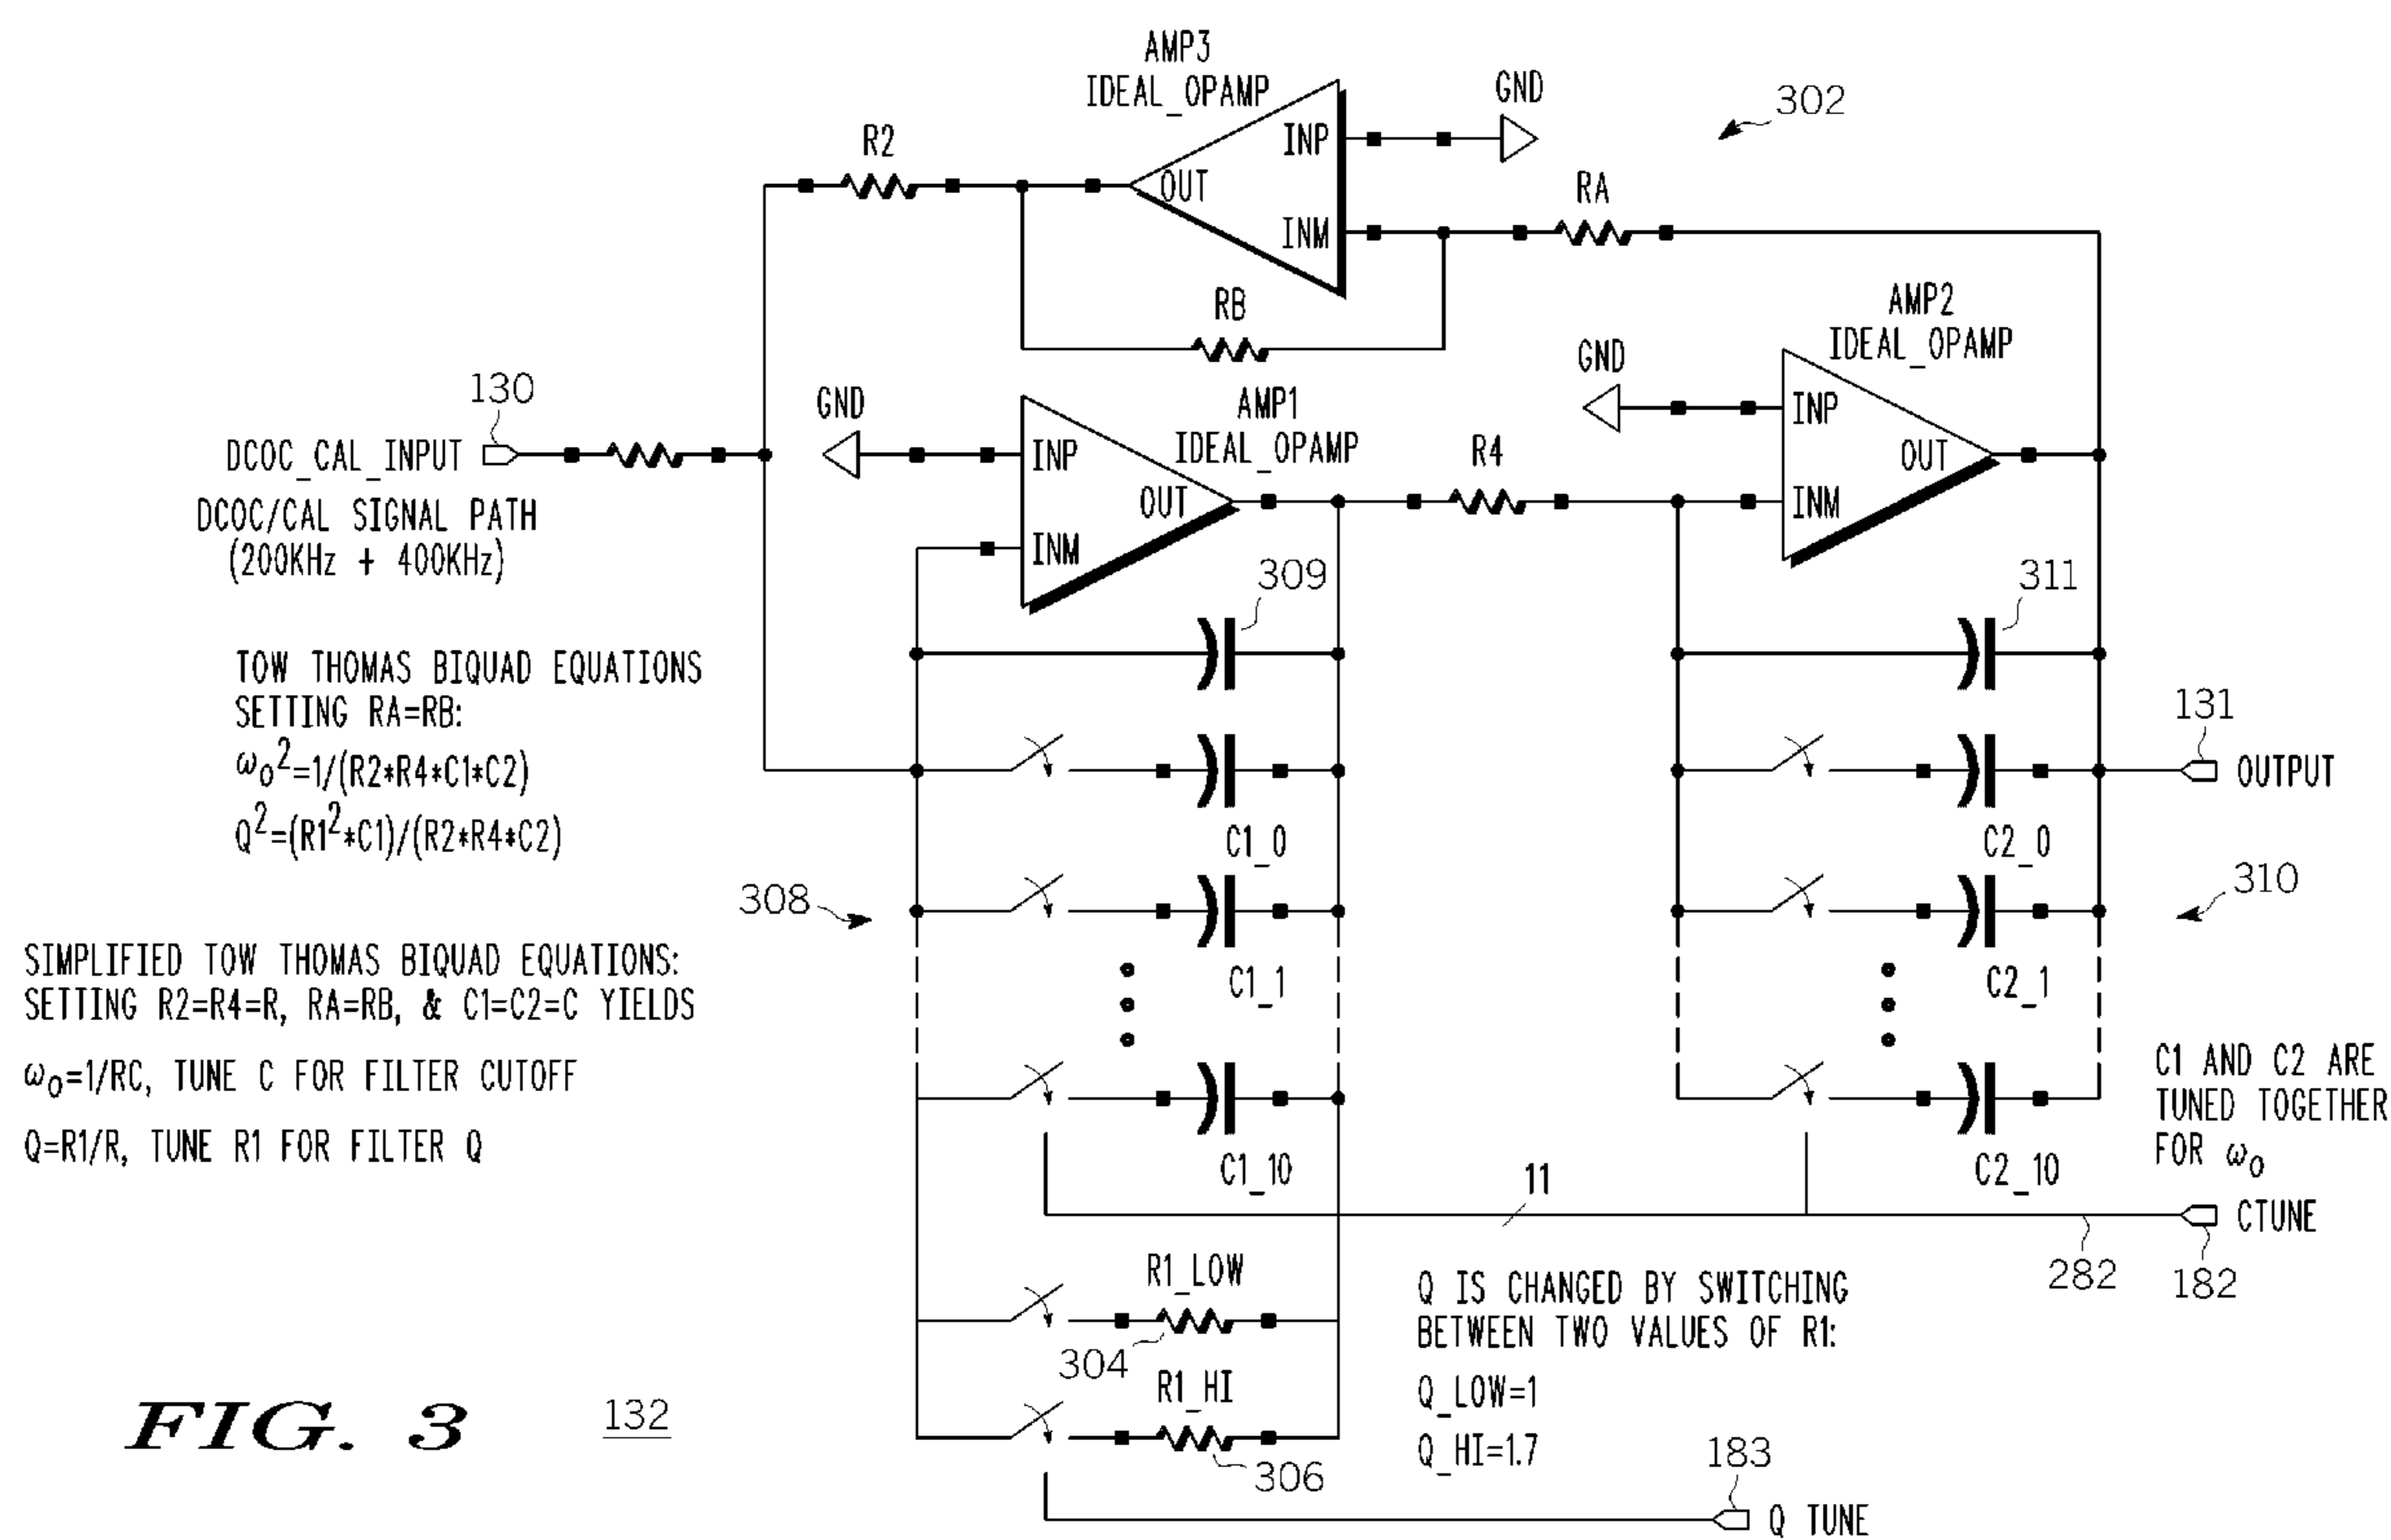 AMP3
IDEAL_OPAMP
GND
302
R2
INP
OUT
RA
INM
RB
AMP2
IDEAL_OPAMP
GND
130
GND
AMP1
IDEAL_OPAMP
R4
INP
DCOC_CAL_INPUT
INP
OUT
DCOC/CAL SIGNAL PATH
(200KHz + 400KHz)
OUT
INM
INM
309
311
TOW THOMAS BIQUAD EQUATIONS
SETTING RA=RB:
ω₀²=1/(R2*R4*C1*C2)
Q²=(R1²*C1)/(R2*R4*C2)
131
OUTPUT
C1_0
C2_0
308
310
SIMPLIFIED TOW THOMAS BIQUAD EQUATIONS:
SETTING R2=R4=R, RA=RB, & C1=C2=C YIELDS
ω₀=1/RC, TUNE C FOR FILTER CUTOFF
Q=R1/R, TUNE R1 FOR FILTER Q
C1_1
C2_1
C1_10
C2_10
C1 AND C2 ARE
TUNED TOGETHER
FOR ω₀
11
CTUNE
282
182
R1_LOW
304
R1_HI
306
Q IS CHANGED BY SWITCHING
BETWEEN TWO VALUES OF R1:
Q_LOW=1
Q_HI=1.7
183
Q TUNE
FIG. 3
132